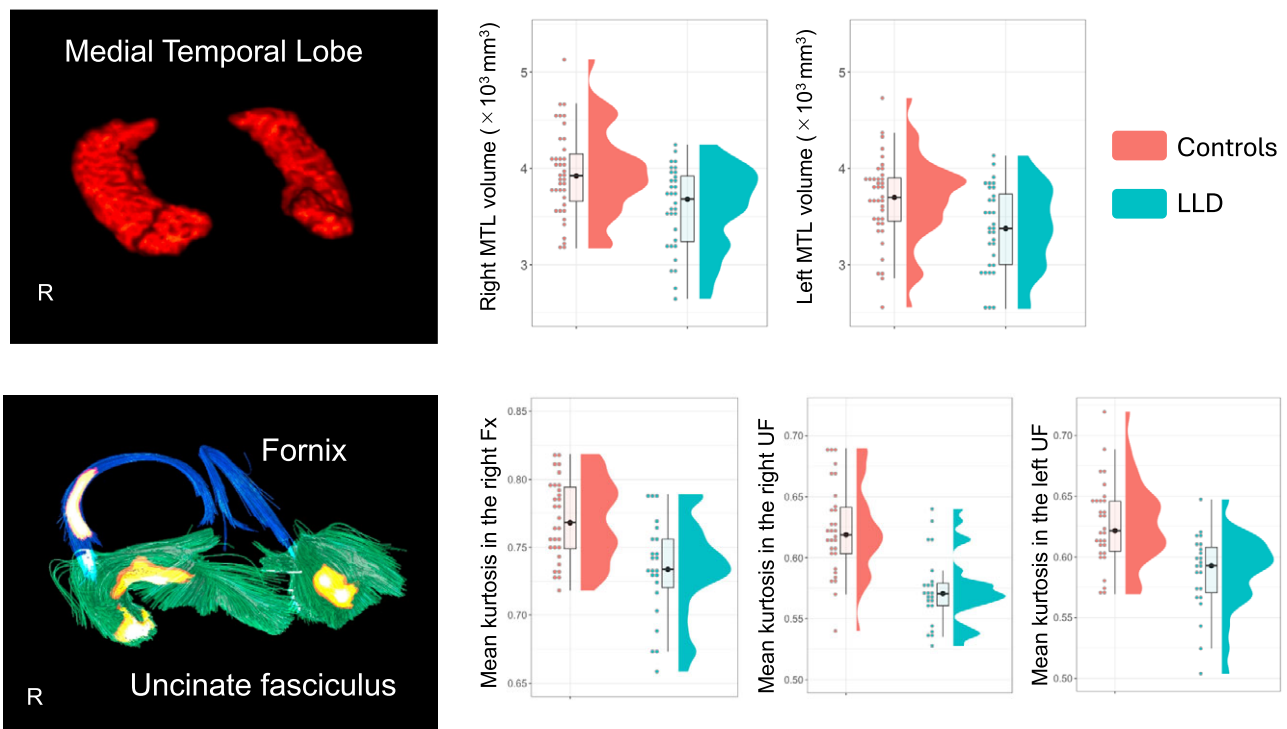 Medial Temporal Lobe
R
Right MTL volume (×10³ mm³)
5
4
3
Left MTL volume (×10³ mm³)
5
4
3
Controls
LLD
Fornix
Uncinate fasciculus
R
Mean kurtosis in the right Fx
0.85
0.80
0.75
0.70
0.65
Mean kurtosis in the right UF
0.70
0.65
0.60
0.55
0.50
Mean kurtosis in the left UF
0.70
0.65
0.60
0.55
0.50